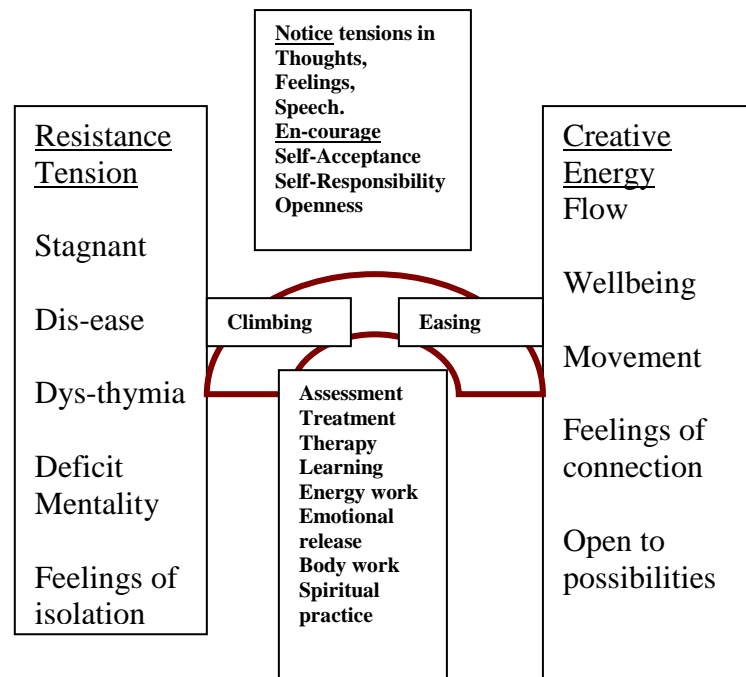 Notice tensions in
Thoughts,
Feelings,
Speech.
En-courage
Self-Acceptance
Self-Responsibility
Openness
Resistance
Tension
Stagnant
Dis-ease
Dys-thymia
Deficit
Mentality
Feelings of
isolation
Climbing
Easing
Assessment
Treatment
Therapy
Learning
Energy work
Emotional
release
Body work
Spiritual
practice
Creative
Energy
Flow
Wellbeing
Movement
Feelings of
connection
Open to
possibilities